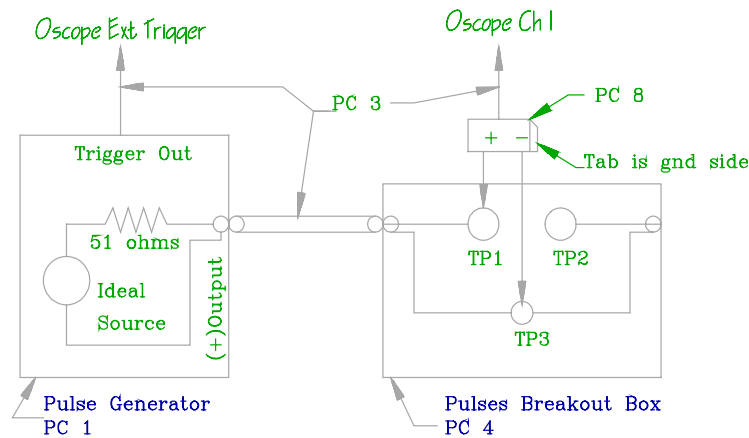 Oscope Ext Trigger
Oscope Ch 1
PC 3
PC 8
Trigger Out
+ −
Tab is gnd side
51 ohms
TP1
TP2
Ideal
Source
(+)Output
TP3
Pulse Generator
PC 1
Pulses Breakout Box
PC 4